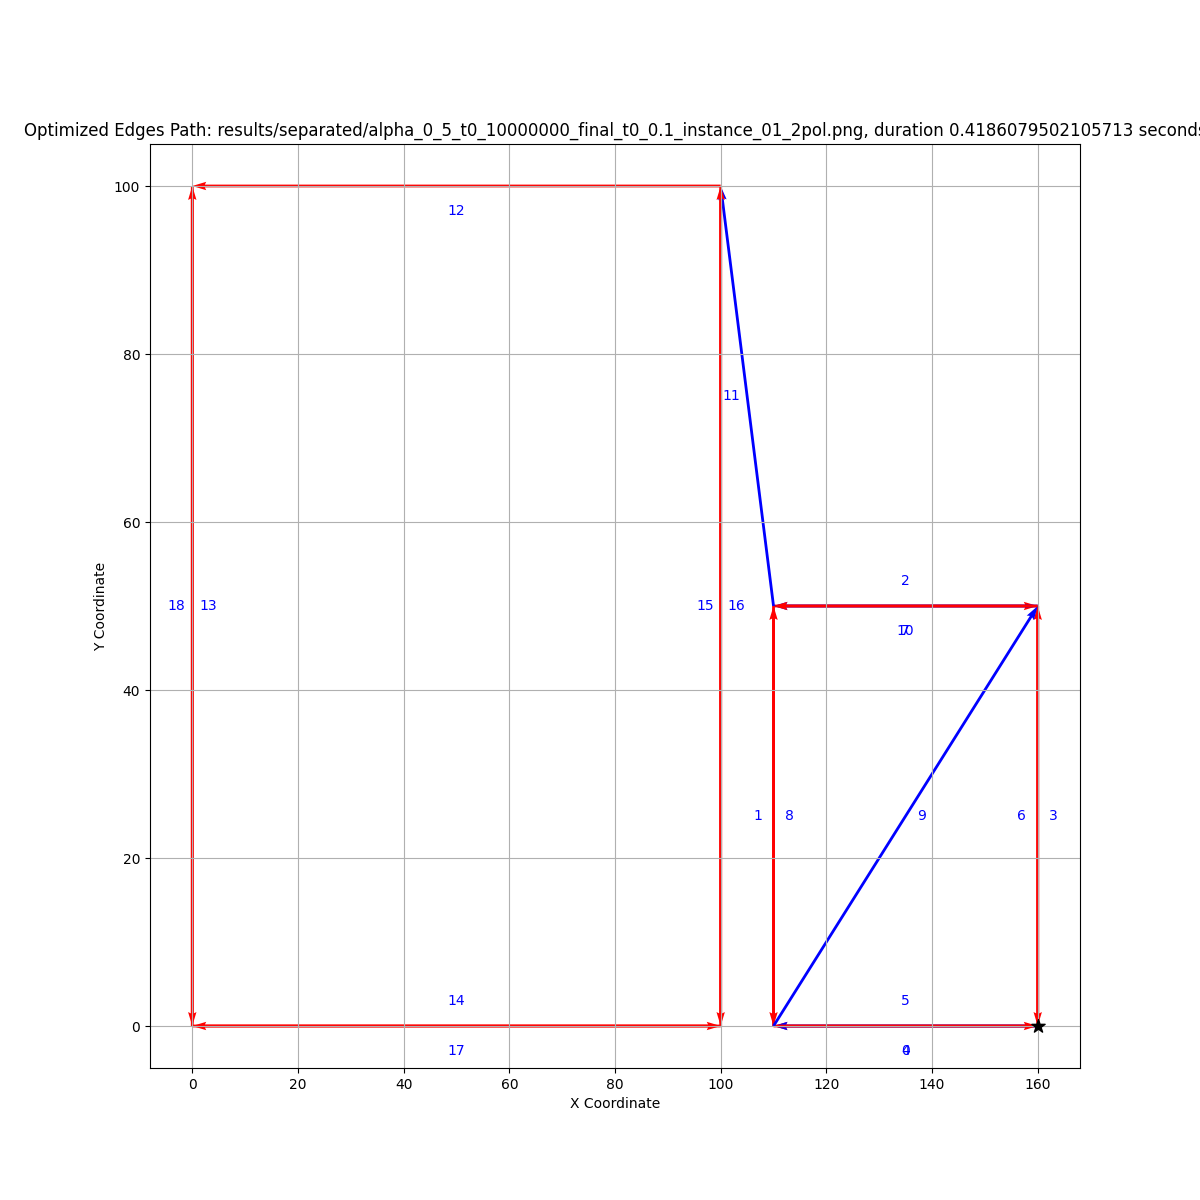 Optimized Edges Path: results/separated/alpha_0_5_t0_10000000_final_t0_0.1_instance_01_2pol.png, duration 0.4186079502105713 seconds
100
12
80
11
60
2
18 13 15 16
10
7
Y Coordinate
40
1 8 9 6 3
20
14 5
0
17 4
0
0 20 40 60 80 100 120 140 160
X Coordinate